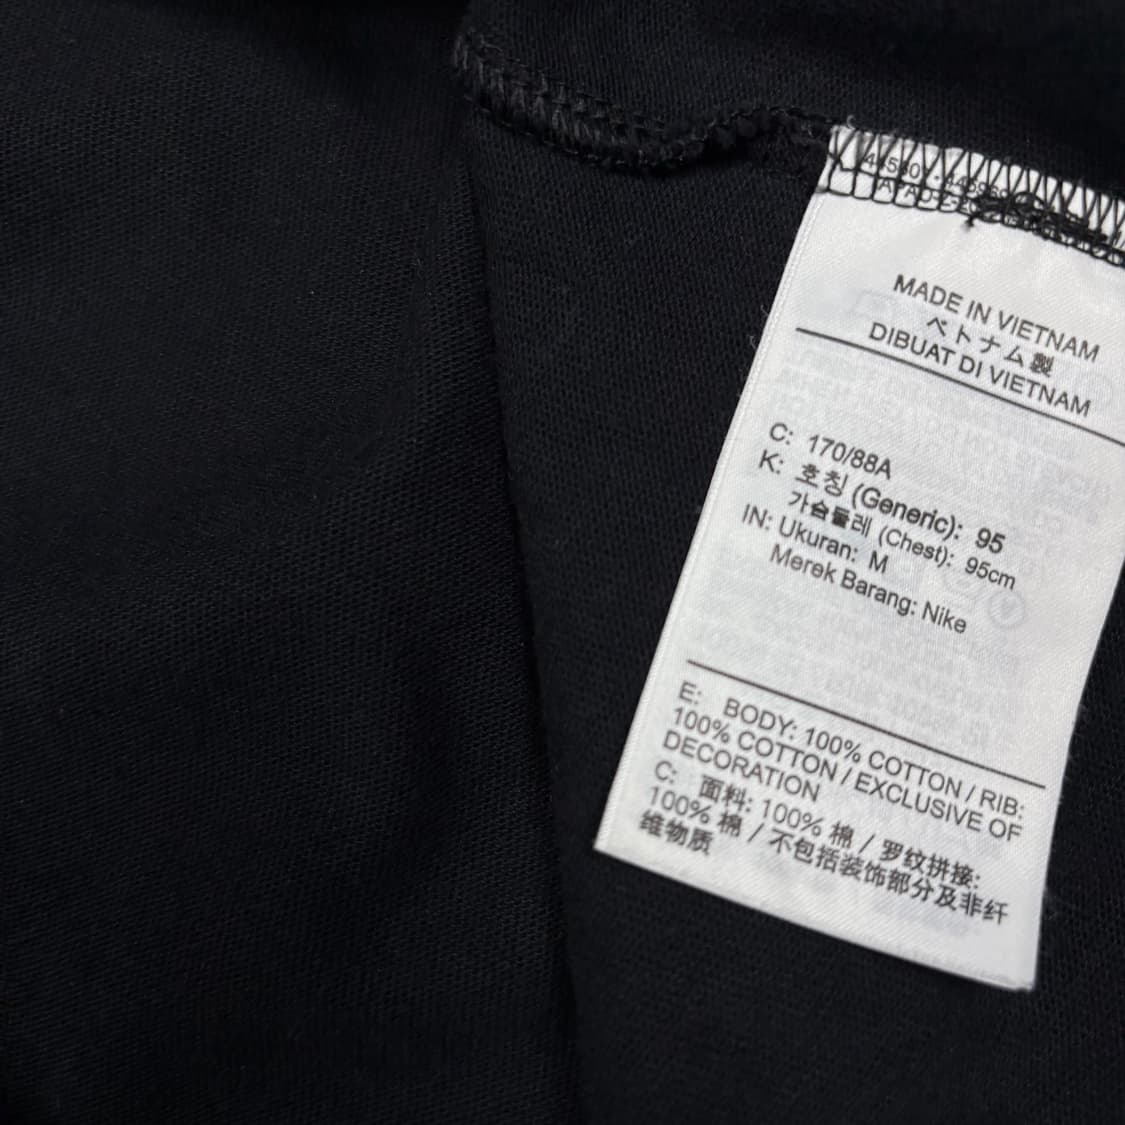 MADE IN VIETNAM
ベトナム製
DIBUAT DI VIETNAM
C: 170/88A
K: 호칭 (Generic): 95
가슴둘레 (Chest): 95cm
IN: Ukuran: M
Merek Barang: Nike
E: BODY: 100% COTTON / RIB:
100% COTTON / EXCLUSIVE OF
DECORATION
C: 面料: 100% 棉 / 罗纹拼接:
100% 棉 / 不包括装饰部分及非纤
维物质